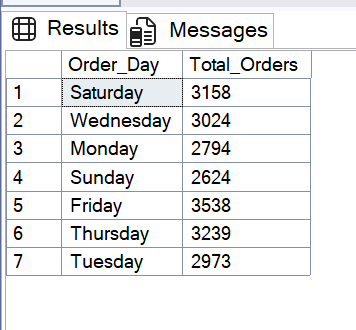 Results Messages
Order_Day Total_Orders
1 Saturday 3158
2 Wednesday 3024
3 Monday 2794
4 Sunday 2624
5 Friday 3538
6 Thursday 3239
7 Tuesday 2973